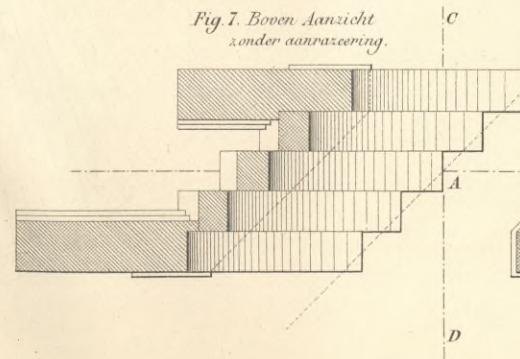 Fig. 7. Boven Aanzicht
zonder aanrazeering.
C
A
D